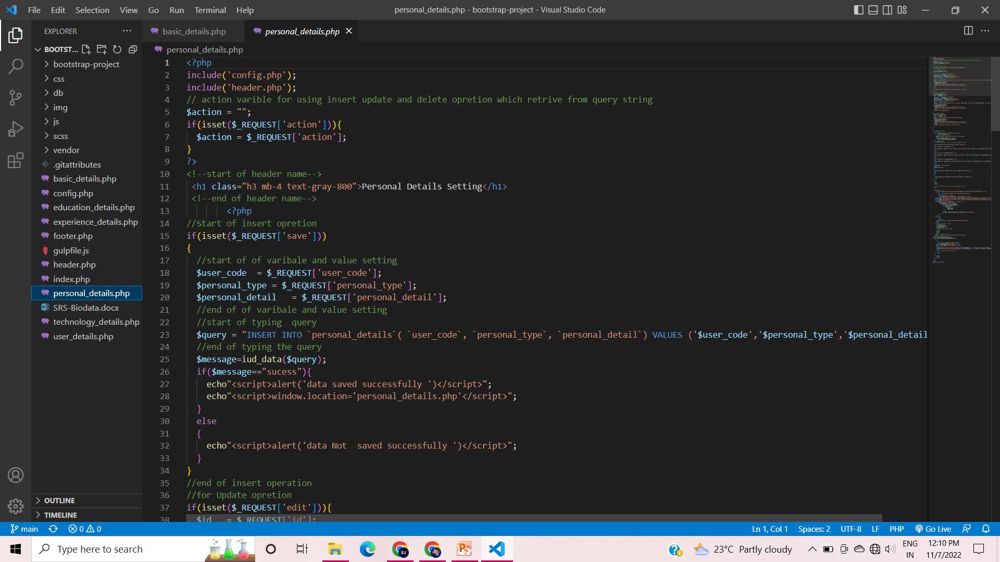 File Edit Selection View Go Run Terminal Help
personal_details.php - bootstrap-project - Visual Studio Code
EXPLORER
BOOTST...
bootstrap-project
css
db
img
js
scss
vendor
.gitattributes
basic_details.php
config.php
education_details.php
experience_details.php
footer.php
gulpfile.js
header.php
index.php
personal_details.php
SRS-Biodata.docx
technology_details.php
user_details.php
OUTLINE
TIMELINE
basic_details.php
personal_details.php
personal_details.php
1 <?php
2 include('config.php');
3 include('header.php');
4 // action varible for using insert update and delete opretion which retrive from query string
5 $action = "";
6 if(isset($_REQUEST['action'])){
7 $action = $_REQUEST['action'];
8 }
9 ?>
10 <!--start of header name-->
11 <h1 class="h3 mb-4 text-gray-800">Personal Details Setting</h1>
12 <!--end of header name-->
13 <?php
14 //Start of insert opretion
15 if(isset($_REQUEST['save']))
16 {
17 //start of of varibale and value setting
18 $user_code  = $_REQUEST['user_code'];
19 $personal_type = $_REQUEST['personal_type'];
20 $personal_detail   = $_REQUEST['personal_detail'];
21 //end of of varibale and value setting
22 //start of typing  query
23 $query = "INSERT INTO `personal_details`( `user_code`, `personal_type`, `personal_detail`) VALUES ('$user_code','$personal_type','$personal_detail
24 //end of typing the query
25 $message=iud_data($query);
26 if($message=="sucess"){
27 echo"<script>alert('data saved successfully ')</script>";
28 echo"<script>window.location='personal_details.php'</script>";
29 }
30 else
31 {
32 echo"<script>alert('data Not  saved successfully ')</script>";
33 }
34 }
35 //end of insert operation
36 //for Update opretion
37 if(isset($_REQUEST['edit'])){
38 $id   = $_REQUEST['id'];
main 0 0 Ln 1, Col 1 Spaces: 2 UTF-8 LF PHP Go Live
Type here to search
23°C Partly cloudy
ENG
IN
12:10 PM
11/7/2022